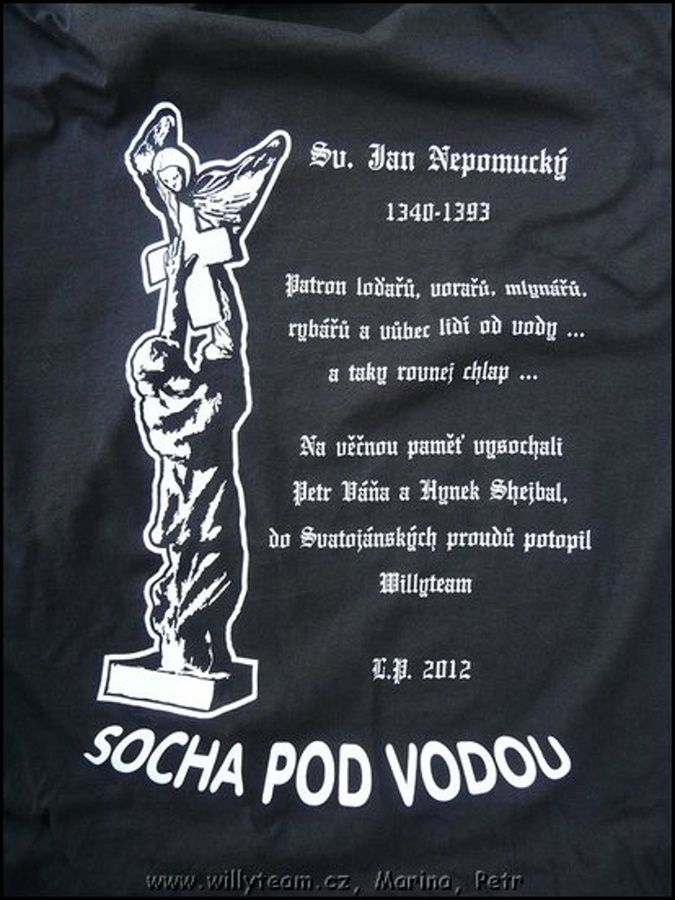 Sv. Jan Nepomucký
1340-1393
Patron loďařů, vorařů, mlynářů,
rybářů a vůbec lidí od vody ...
a taky rovnej chlap ...
Na věčnou paměť vysochali
Petr Váňa a Hynek Shejbal,
do Svatojánských proudů potopil
Willyteam
L.P. 2012
SOCHA POD VODOU
www.willyteam.cz, Marina, Petr